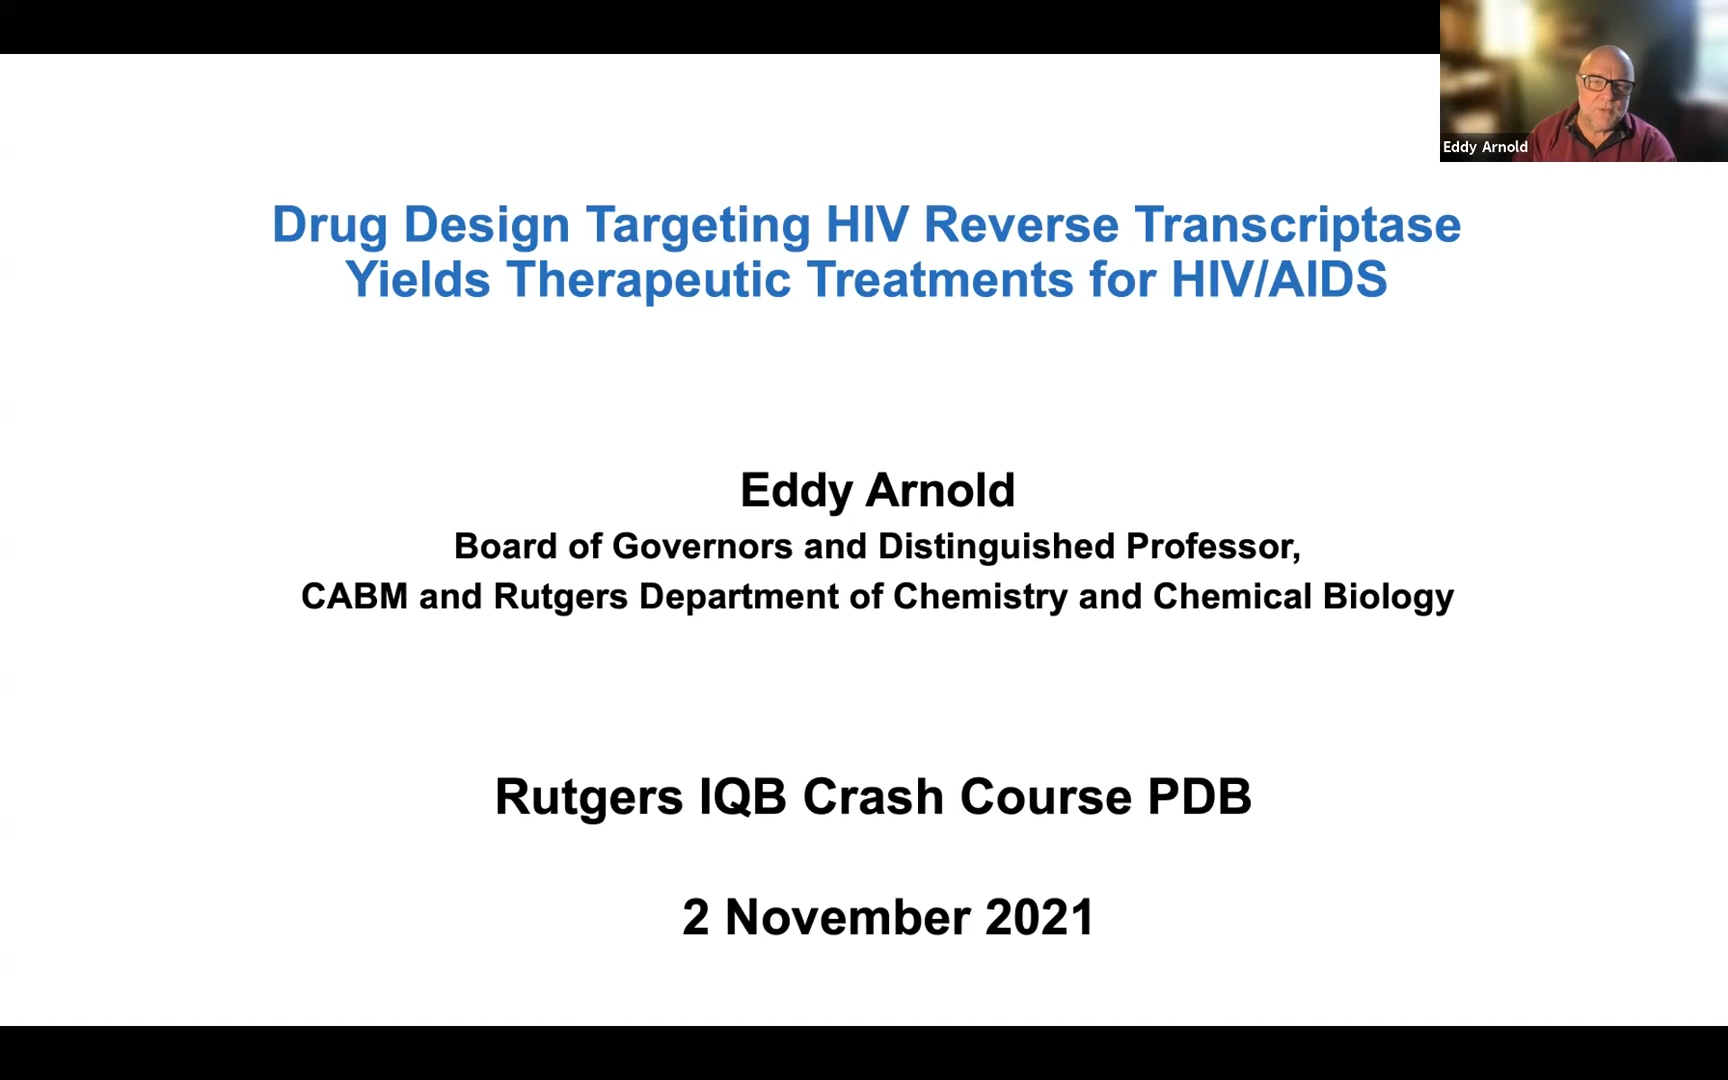 Eddy Arnold
Drug Design Targeting HIV Reverse Transcriptase
Yields Therapeutic Treatments for HIV/AIDS
Eddy Arnold
Board of Governors and Distinguished Professor,
CABM and Rutgers Department of Chemistry and Chemical Biology
Rutgers IQB Crash Course PDB
2 November 2021